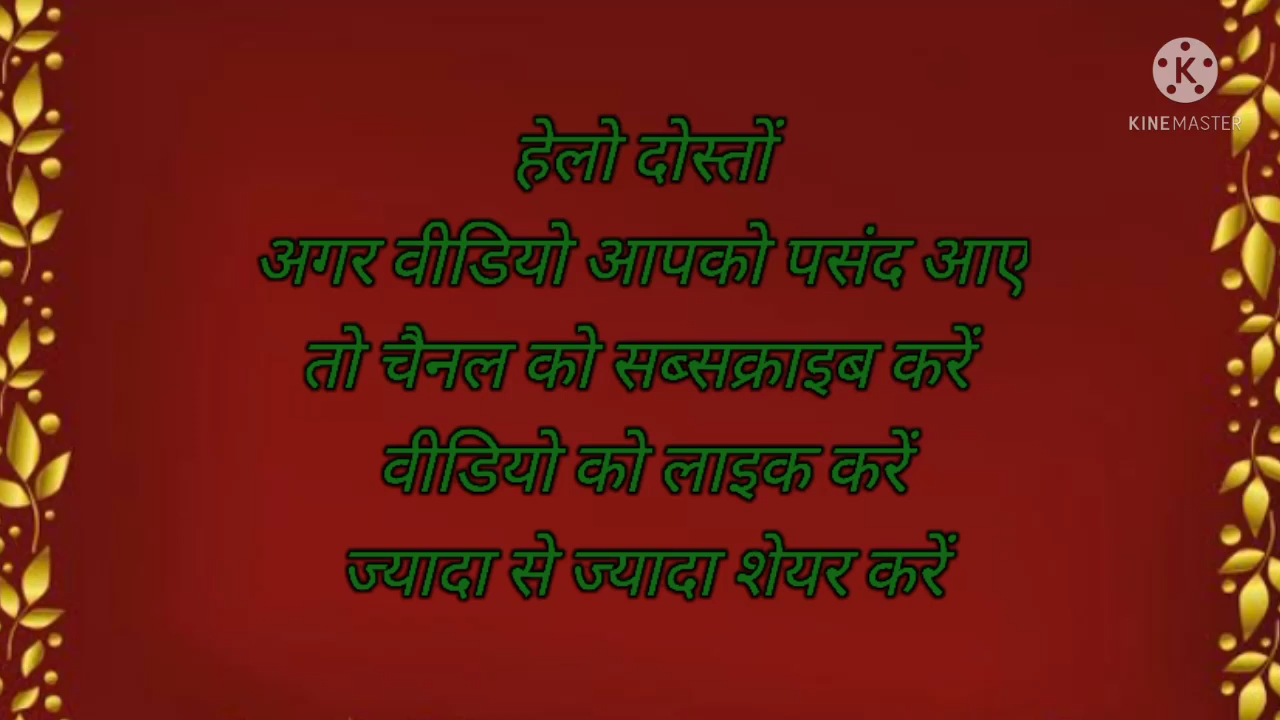 KINEMASTER
हेलो दोस्तों
अगर वीडियो आपको पसंद आए
तो चैनल को सब्सक्राइब करें
वीडियो को लाइक करें
ज्यादा से ज्यादा शेयर करें